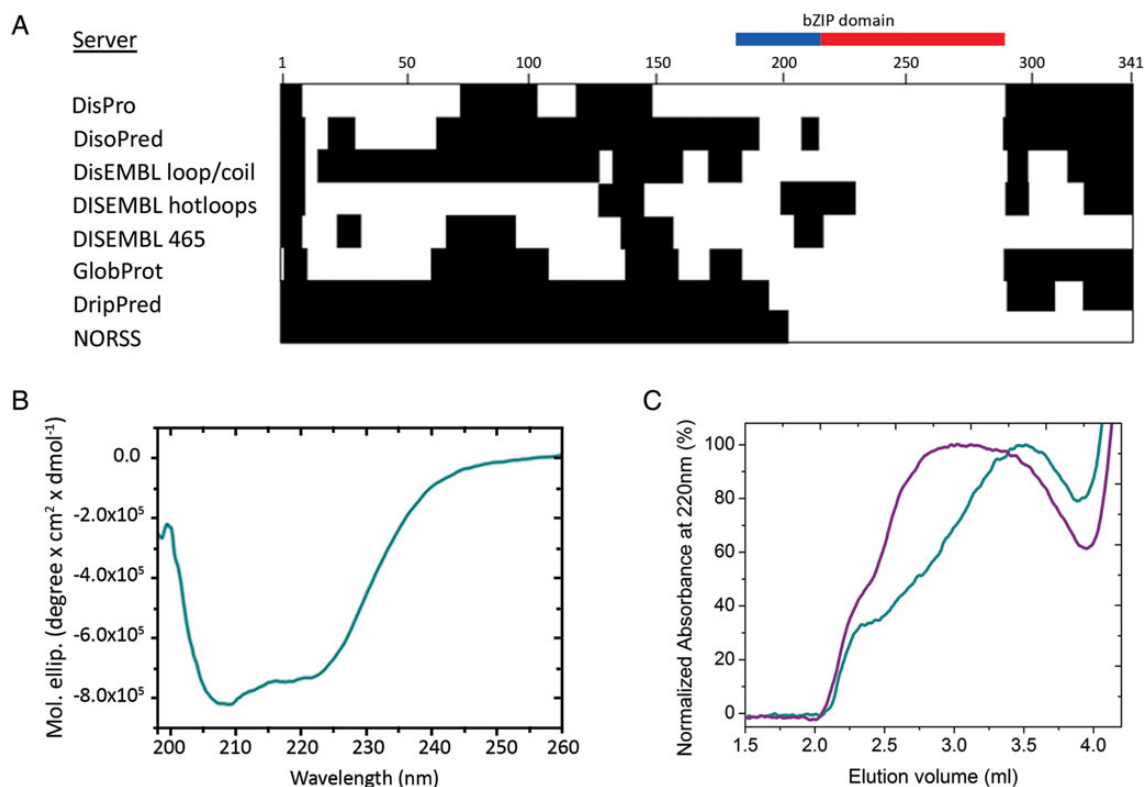 A
Server
bZIP domain
1 50 100 150 200 250 300 341
DisPro
DisoPred
DisEMBL loop/coil
DISEMBL hotloops
DISEMBL 465
GlobProt
DripPred
NORSS
B
Mol. ellip. (degree x cm² x dmol⁻¹)
0.0
-2.0x10⁵
-4.0x10⁵
-6.0x10⁵
-8.0x10⁵
200 210 220 230 240 250 260
Wavelength (nm)
C
Normalized Absorbance at 220nm (%)
100
80
60
40
20
0
1.5 2.0 2.5 3.0 3.5 4.0
Elution volume (ml)